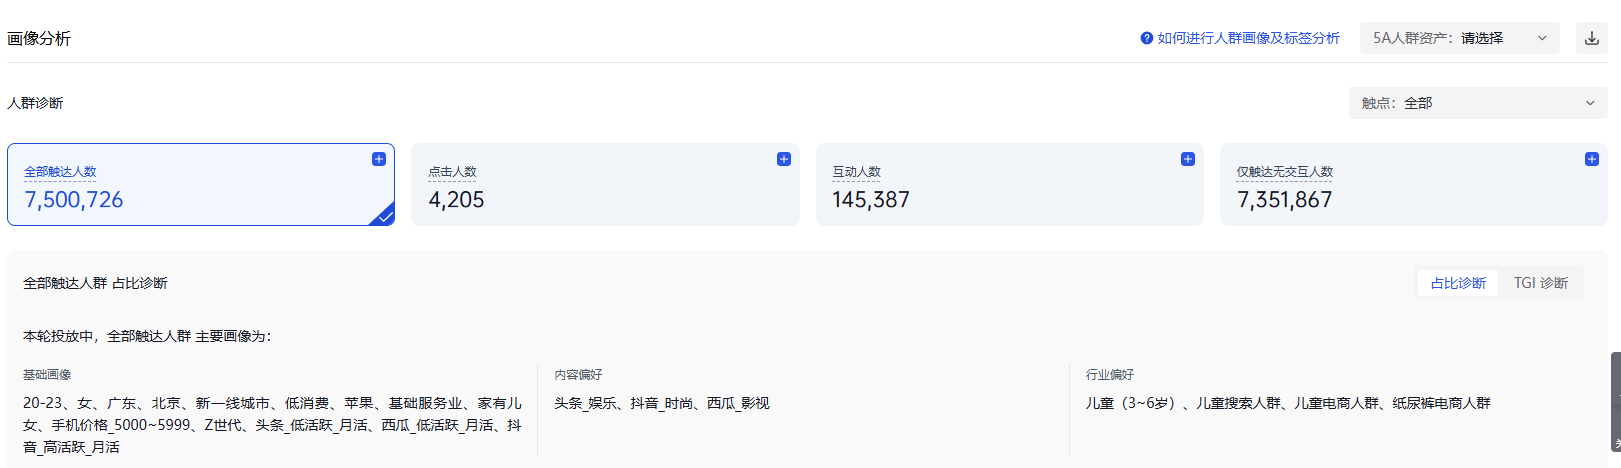 画像分析
如何进行人群画像及标签分析
5A人群资产：请选择
人群诊断
触点：全部
全部触达人数
7,500,726
点击人数
4,205
互动人数
145,387
仅触达无交互人数
7,351,867
全部触达人群 占比诊断
占比诊断
TGI 诊断
本轮投放中，全部触达人群 主要画像为：
基础画像
20-23、女、广东、北京、新一线城市、低消费、苹果、基础服务业、家有儿
女、手机价格_5000~5999、Z世代、头条_低活跃_月活、西瓜_低活跃_月活、抖
音_高活跃_月活
内容偏好
头条_娱乐、抖音_时尚、西瓜_影视
行业偏好
儿童（3~6岁）、儿童搜索人群、儿童电商人群、纸尿裤电商人群